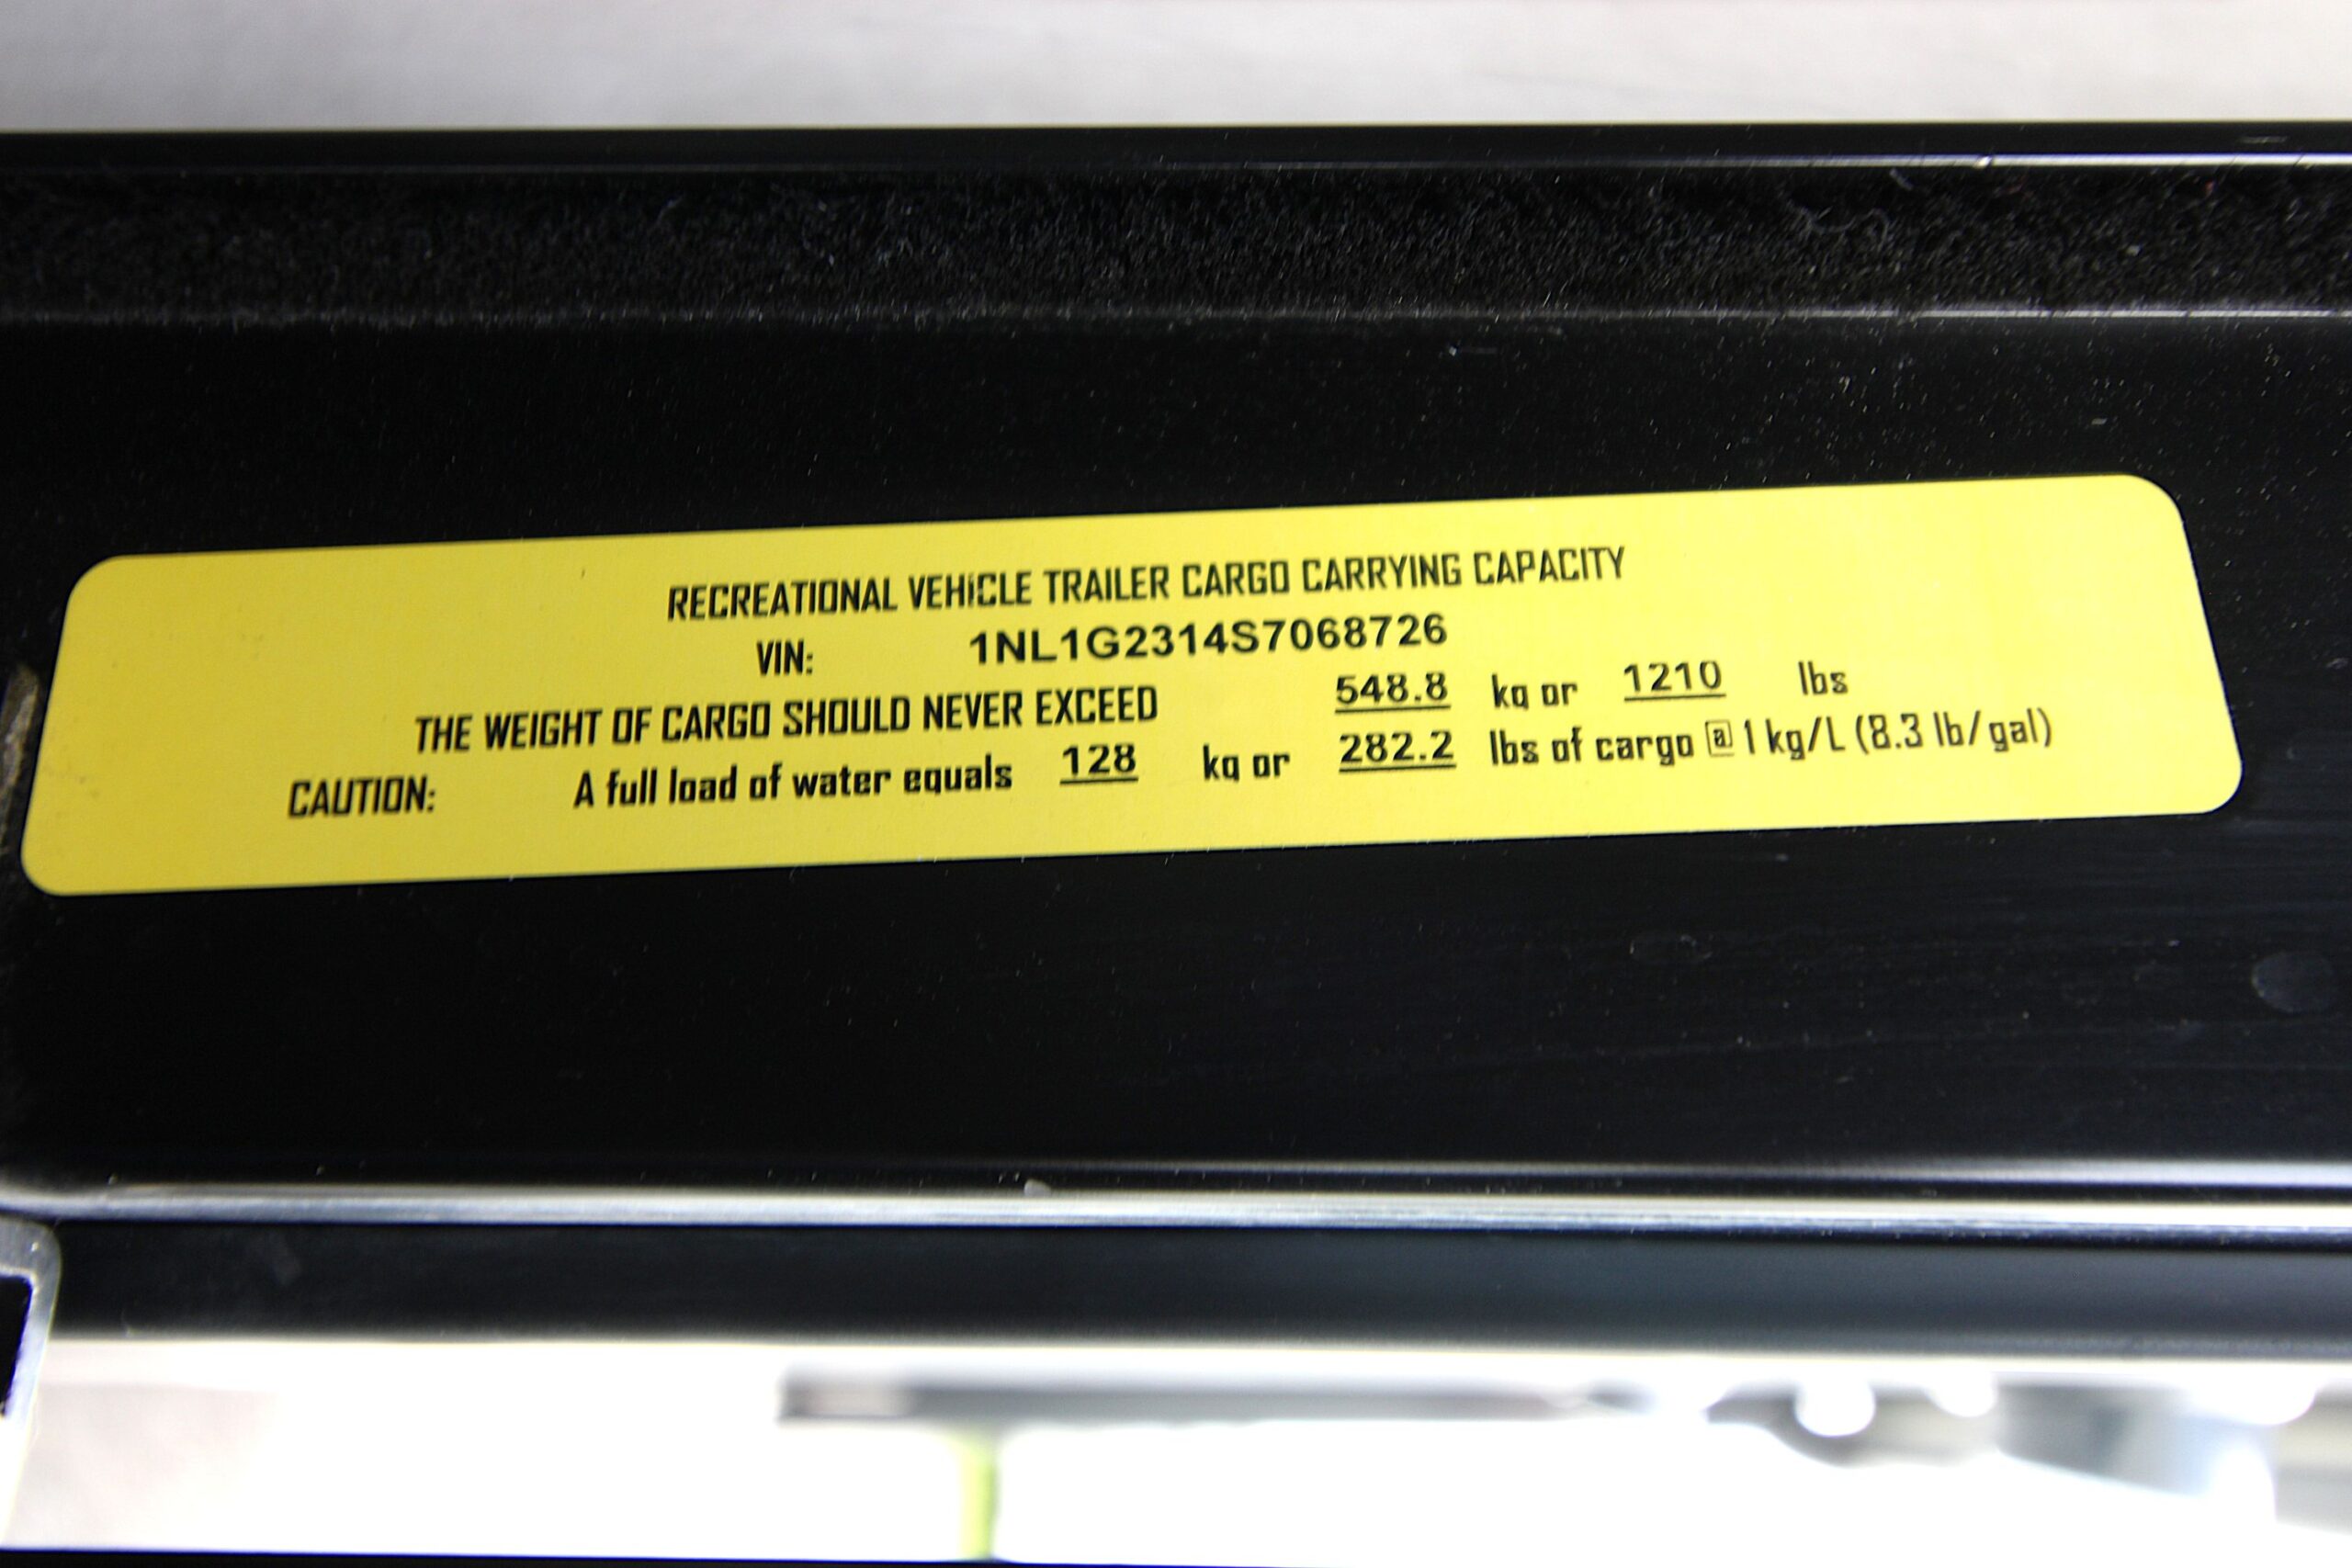 RECREATIONAL VEHICLE TRAILER CARGO CARRYING CAPACITY
VIN: 1NL1G2314S7068726
THE WEIGHT OF CARGO SHOULD NEVER EXCEED 548.8 kg or 1210 lbs
CAUTION: A full load of water equals 128 kg or 282.2 lbs of cargo @ 1 kg/L (8.3 lb/gal)